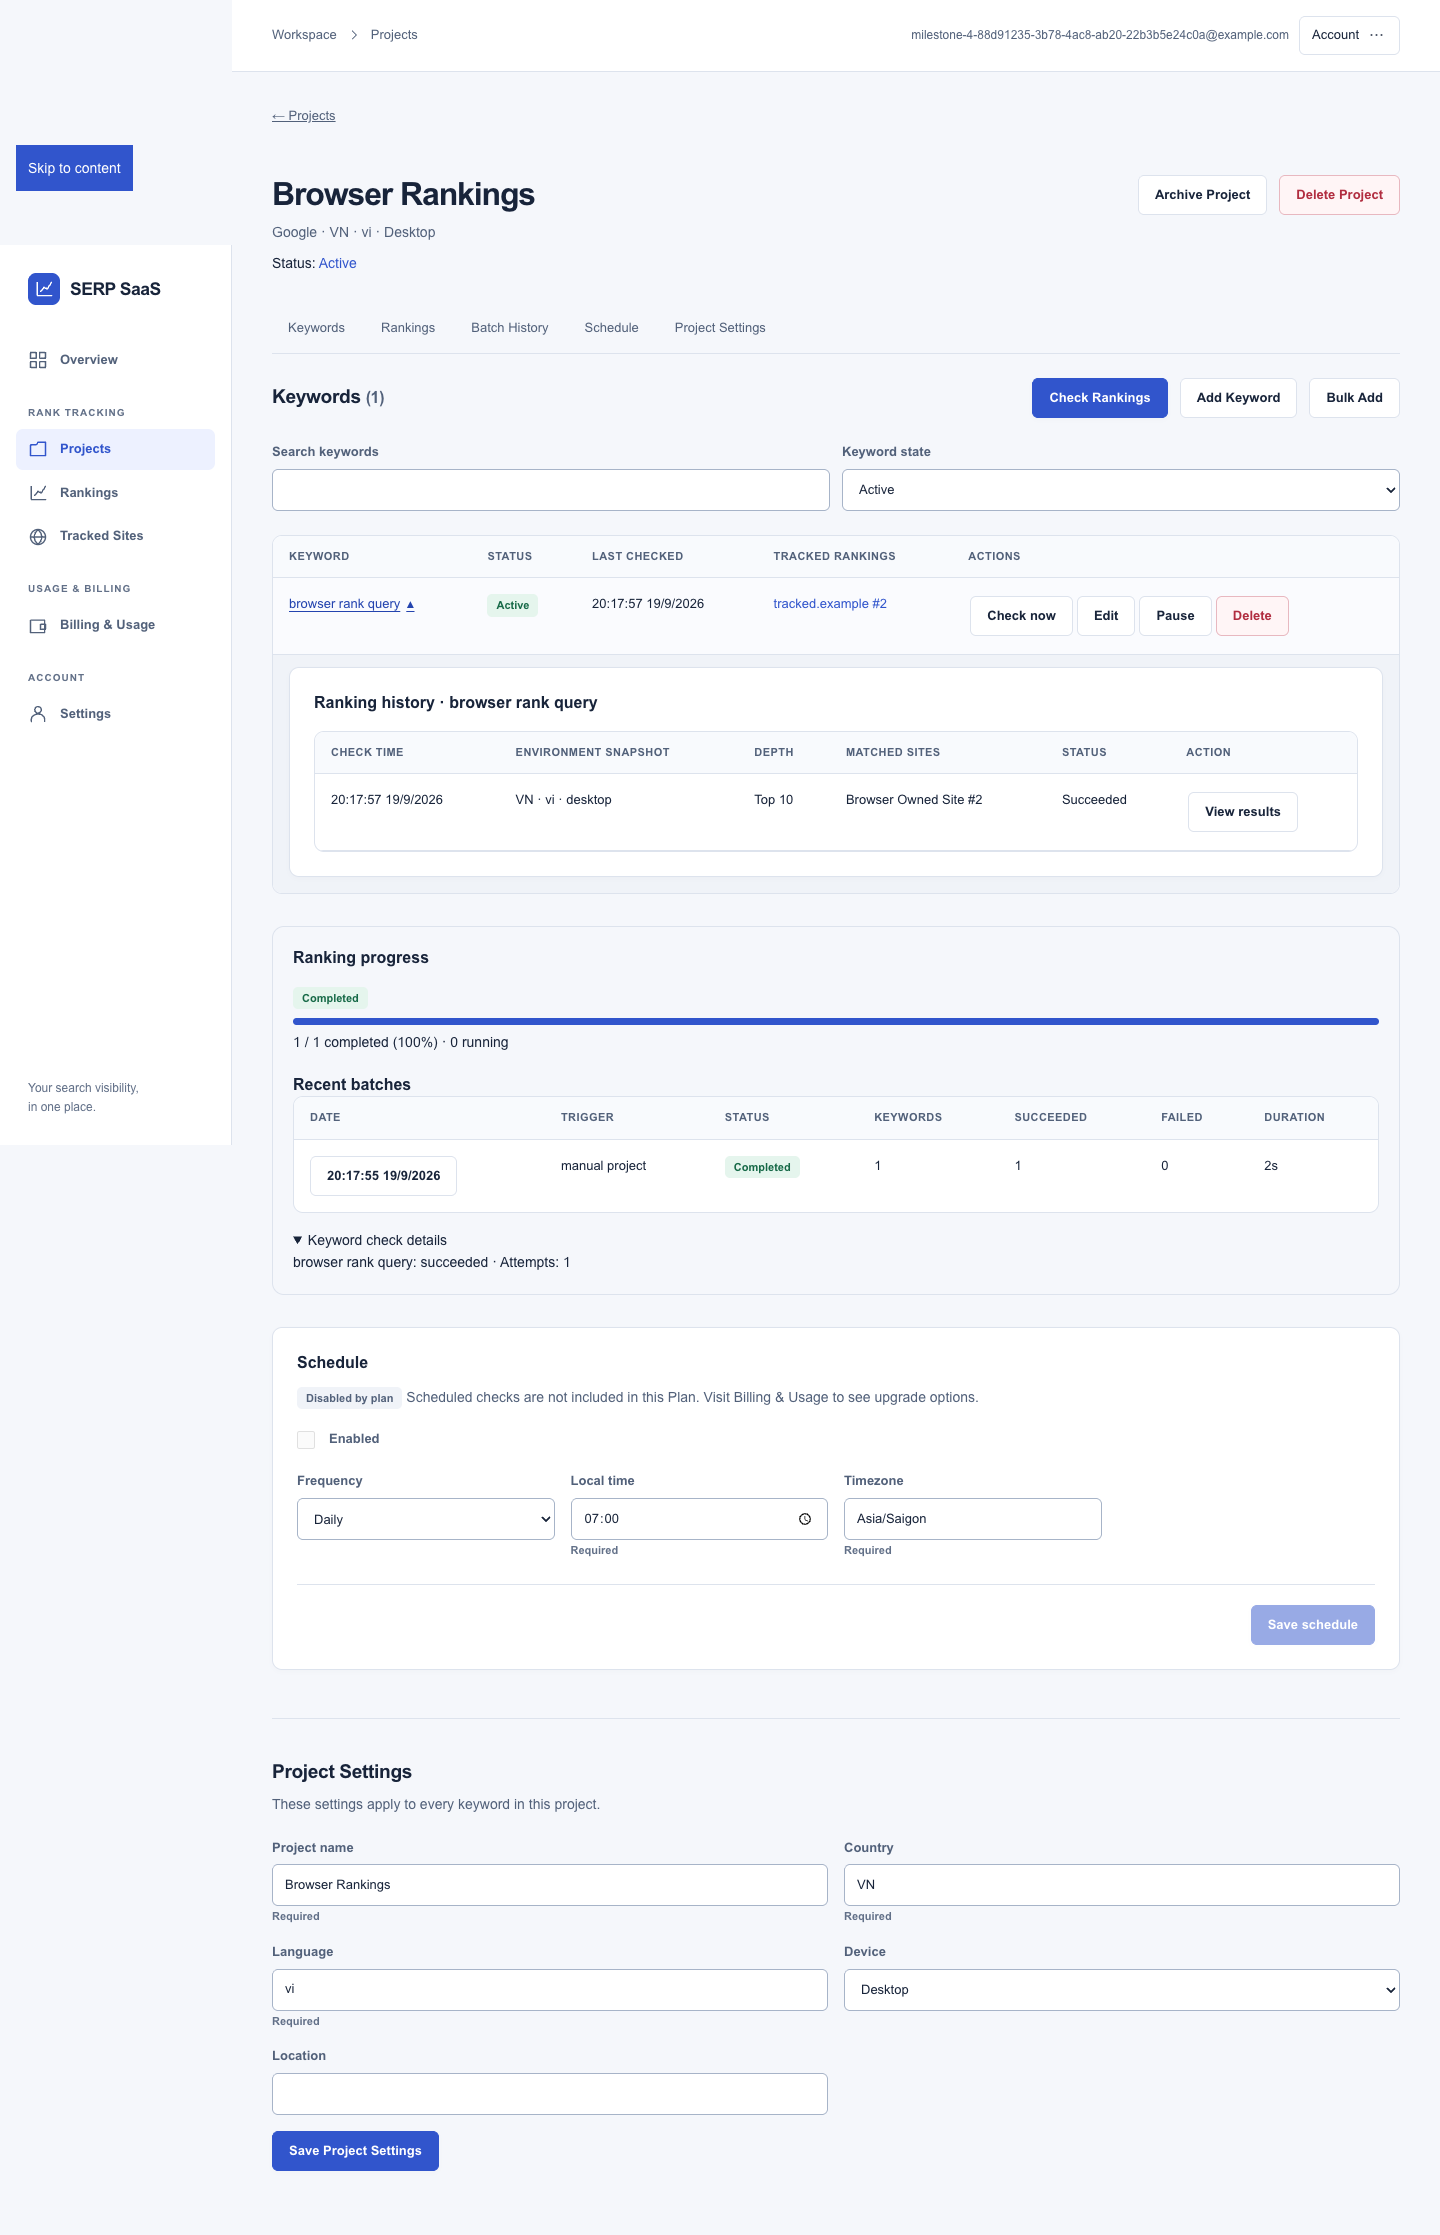 Workspace > Projects
milestone-4-88d91235-3b78-4ac8-ab20-22b3b5e24c0a@example.com
Account ···
Skip to content
SERP SaaS
Overview
RANK TRACKING
Projects
Rankings
Tracked Sites
USAGE & BILLING
Billing & Usage
ACCOUNT
Settings
Your search visibility,
in one place.
← Projects
Browser Rankings
Archive Project
Delete Project
Google · VN · vi · Desktop
Status: Active
Keywords Rankings Batch History Schedule Project Settings
Keywords (1)
Check Rankings Add Keyword Bulk Add
Search keywords
Keyword state
Active
KEYWORD STATUS LAST CHECKED TRACKED RANKINGS ACTIONS
browser rank query ▲ Active 20:17:57 19/9/2026 tracked.example #2 Check now Edit Pause Delete
Ranking history · browser rank query
CHECK TIME ENVIRONMENT SNAPSHOT DEPTH MATCHED SITES STATUS ACTION
20:17:57 19/9/2026 VN · vi · desktop Top 10 Browser Owned Site #2 Succeeded View results
Ranking progress
Completed
1 / 1 completed (100%) · 0 running
Recent batches
DATE TRIGGER STATUS KEYWORDS SUCCEEDED FAILED DURATION
20:17:55 19/9/2026 manual project Completed 1 1 0 2s
▼ Keyword check details
browser rank query: succeeded · Attempts: 1
Schedule
Disabled by plan Scheduled checks are not included in this Plan. Visit Billing & Usage to see upgrade options.
Enabled
Frequency Local time Timezone
Daily 07:00 Asia/Saigon
Required Required
Save schedule
Project Settings
These settings apply to every keyword in this project.
Project name Country
Browser Rankings VN
Required Required
Language Device
vi Desktop
Required
Location
Save Project Settings